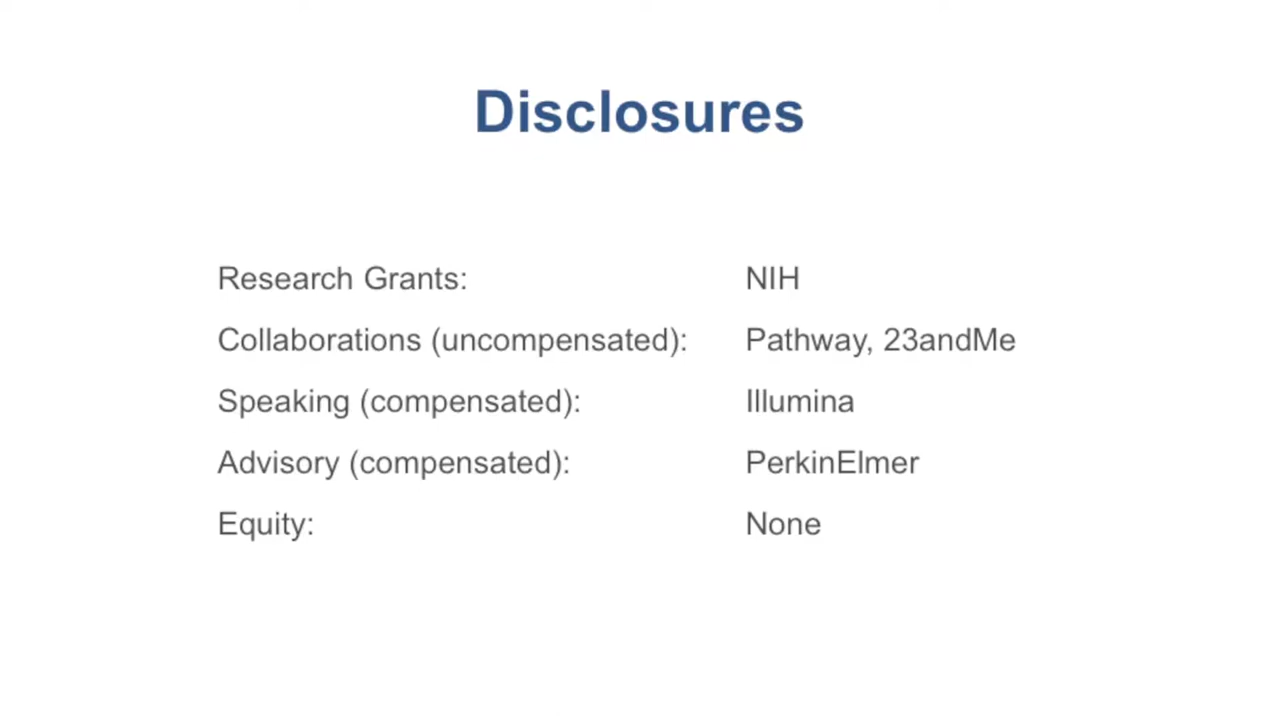 Disclosures
Research Grants: NIH
Collaborations (uncompensated): Pathway, 23andMe
Speaking (compensated): Illumina
Advisory (compensated): PerkinElmer
Equity: None